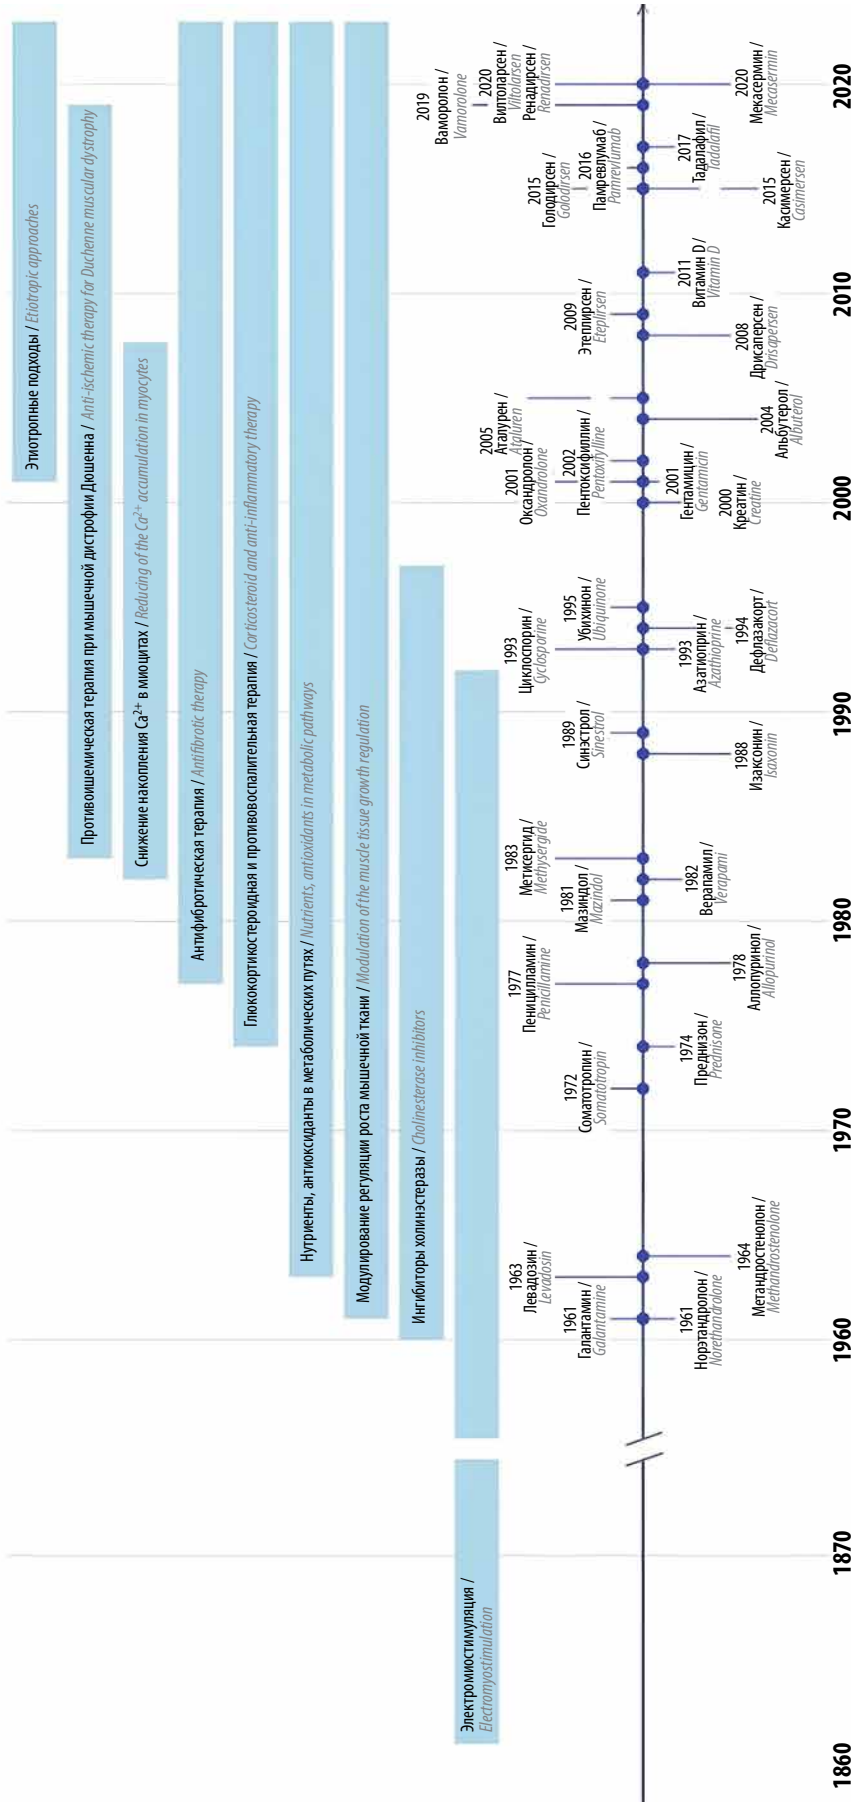 Этиотропные подходы / Etiotropic approaches
Противоишемическая терапия при мышечной дистрофии Дюшенна / Anti-ischemic therapy for Duchenne muscular dystrophy
Снижение накопления Ca²⁺ в миоцитах / Reducing of the Ca²⁺ accumulation in myocytes
Антифибротическая терапия / Antifibrotic therapy
Глюкокортикостероидная и противовоспалительная терапия / Corticosteroid and anti-inflammatory therapy
Нутриенты, антиоксиданты в метаболических путях / Nutrients, antioxidants in metabolic pathways
Модулирование регуляции роста мышечной ткани / Modulation of the muscle tissue growth regulation
Ингибиторы холинэстеразы / Cholinesterase inhibitors
Электромиостимуляция /
Electromyostimulation
1961
Галантамин /
Galantamine
1963
Левадозин /
Levadosin
1972
Соматотропин /
Somatotropin
1977
Пеницилламин /
Penicillamine
1981
Мазиндол /
Mazindol
1983
Метисергид /
Methysergide
1989
Синэстрол /
Sinestrol
1993
Циклоспорин /
Cyclosporine
1995
Убихинон /
Ubiquinone
2001
Оксандролон /
Oxandrolone
2002
Пентоксифиллин /
Pentoxifylline
2005
Аталурен /
Ataluren
2009
Этеплирсен /
Eteplirsen
2015
Голодирсен /
Golodirsen
2016
Памревлумаб /
Pamrevlumab
2019
Ваморолон /
Vamorolone
2020
Вилтоларсен /
Viltolarsen
Ренадирсен /
Renadirsen
1961
Норэтандролон /
Norethandrolone
1964
Метандростенолон /
Methandrostenolone
1974
Преднизон /
Prednisone
1978
Аллопуринол /
Allopurinol
1982
Верапамил /
Verapami
1988
Изаксонин /
Isaxonin
1993
Азатиоприн /
Azathioprine
1994
Дефлазакорт /
Deflazacort
2000
Креатин /
Creatine
2001
Гентамицин /
Gentamicin
2004
Альбутерол /
Albuterol
2008
Дрисаперсен /
Drisapersen
2011
Витамин D /
Vitamin D
2015
Касимерсен /
Casimersen
2017
Тадалафил /
Tadalafil
2020
Мекасермин /
Mecasermin
1860
1870
1960
1970
1980
1990
2000
2010
2020